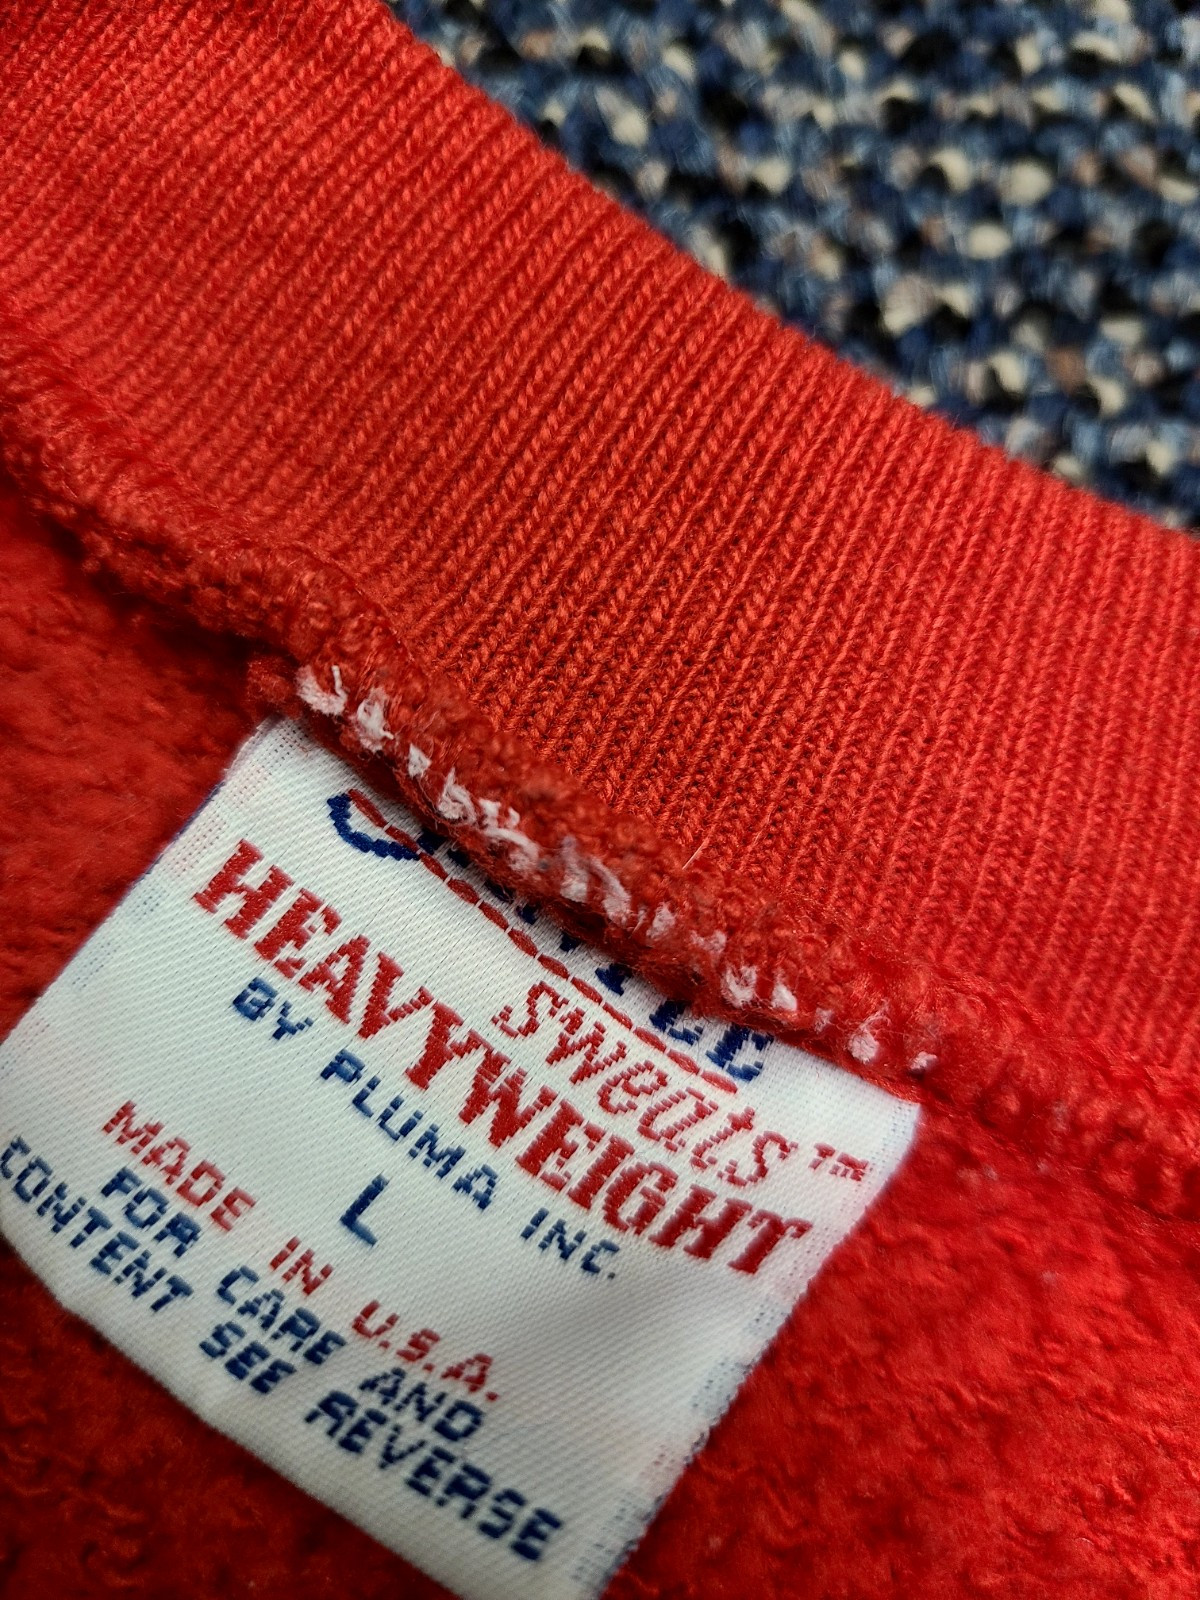 sweats™
HEAVYWEIGHT
BY PLUMA INC.
L
MADE IN U.S.A.
FOR CARE AND
CONTENT SEE REVERSE